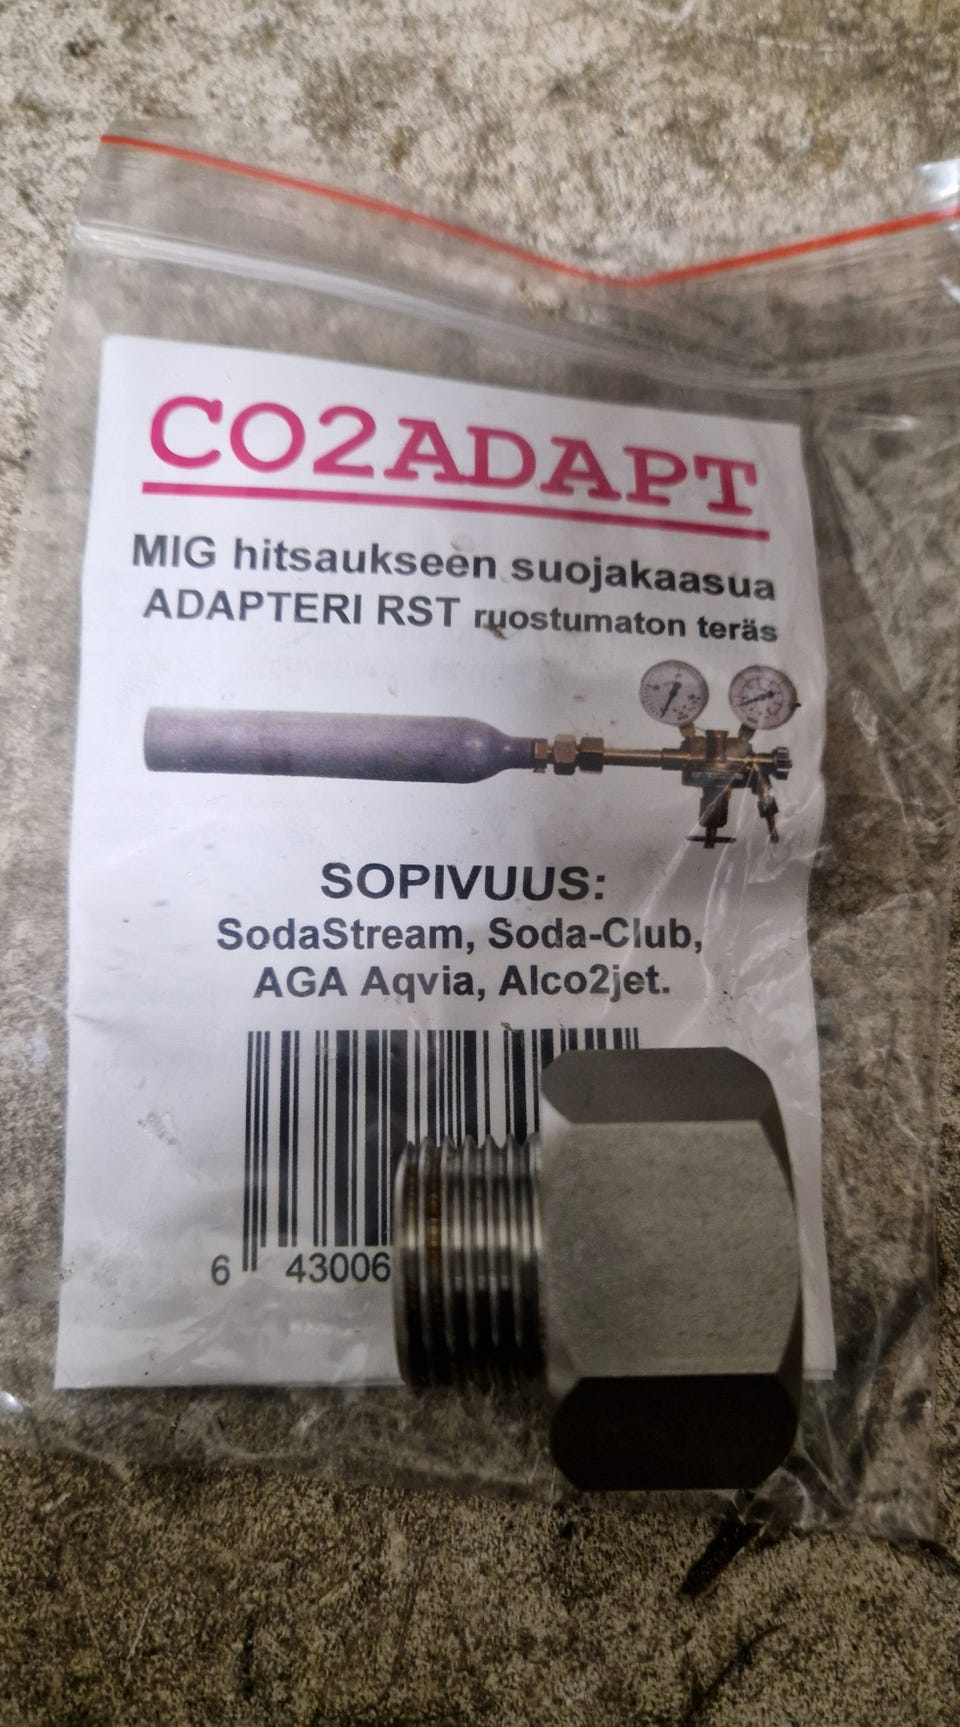 CO2ADAPT
MIG hitsaukseen suojakaasua
ADAPTERI RST ruostumaton teräs
SOPIVUUS:
SodaStream, Soda-Club,
AGA Aqvia, Alco2jet.
6 43006